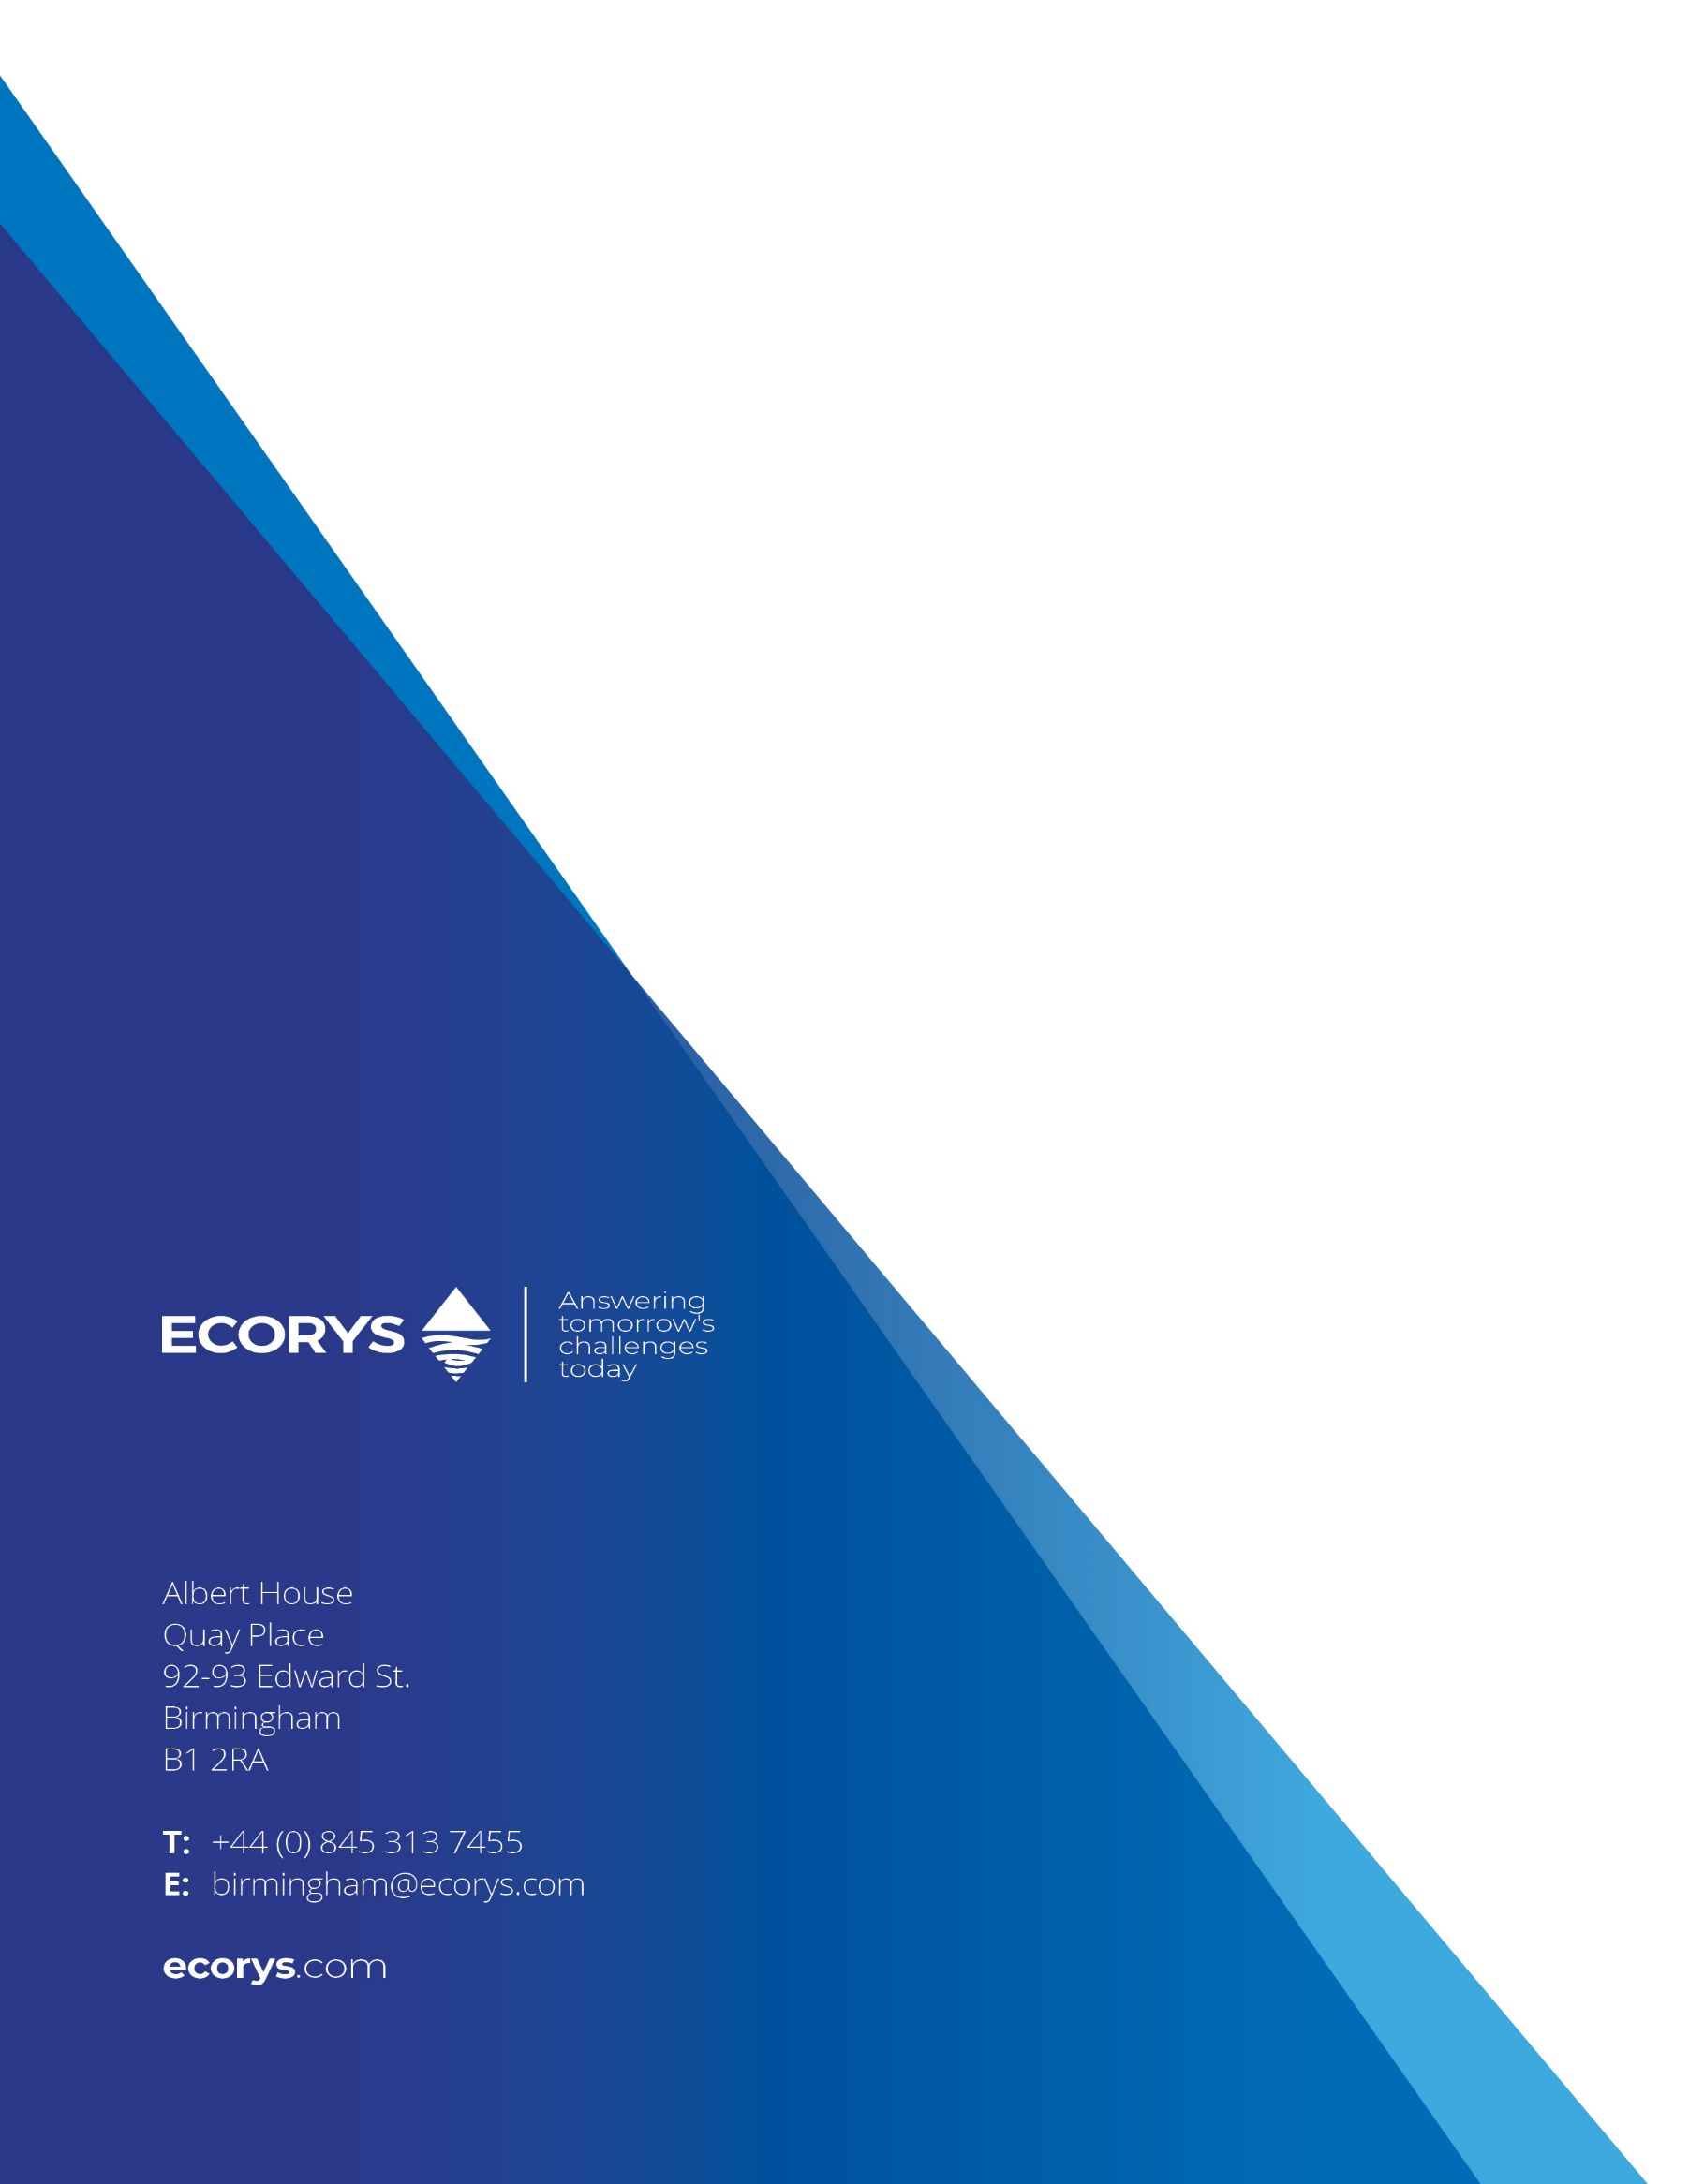 ECORYS
Answering
tomorrow's
challenges
today
Albert House
Quay Place
92-93 Edward St.
Birmingham
B1 2RA
T: +44 (0) 845 313 7455
E: birmingham@ecorys.com
ecorys.com